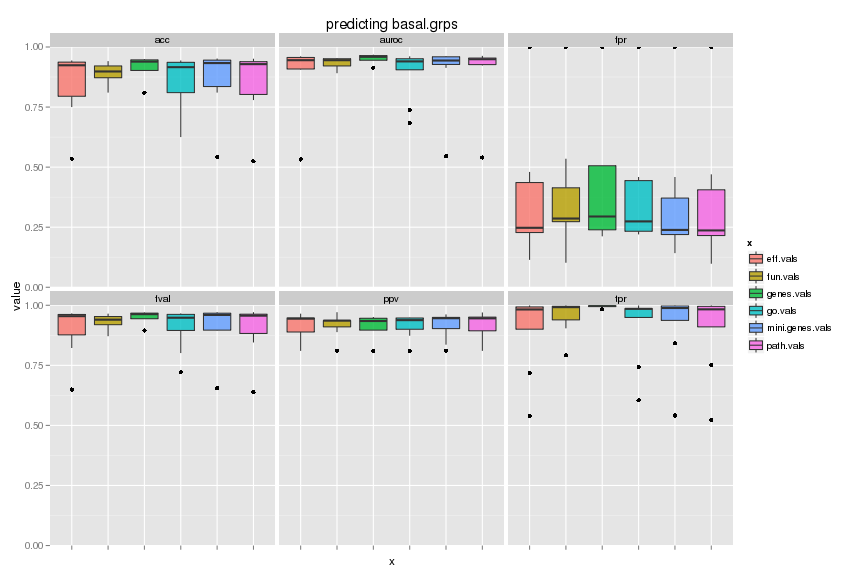 predicting basal.grps
acc auroc fpr
1.00
0.75
0.50
0.25
0.00
fval ppv tpr
1.00
0.75
0.50
0.25
0.00
value
x
x
eff.vals
fun.vals
genes.vals
go.vals
mini.genes.vals
path.vals